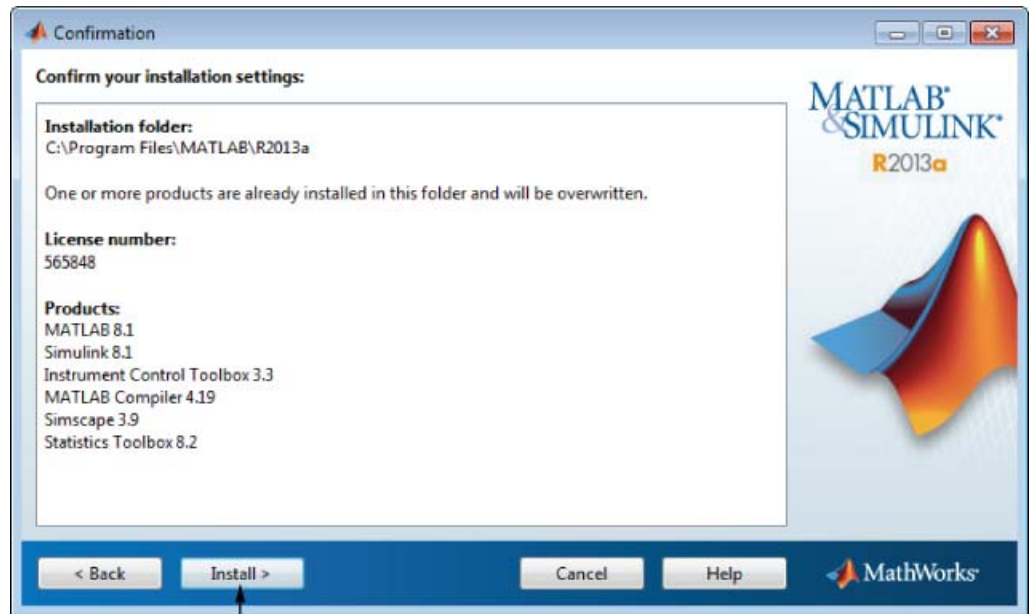 Confirmation
Confirm your installation settings:
Installation folder:
C:\Program Files\MATLAB\R2013a
One or more products are already installed in this folder and will be overwritten.
License number:
565848
Products:
MATLAB 8.1
Simulink 8.1
Instrument Control Toolbox 3.3
MATLAB Compiler 4.19
Simscape 3.9
Statistics Toolbox 8.2
MATLAB®
&SIMULINK®
R2013a
< Back
Install >
Cancel
Help
MathWorks®